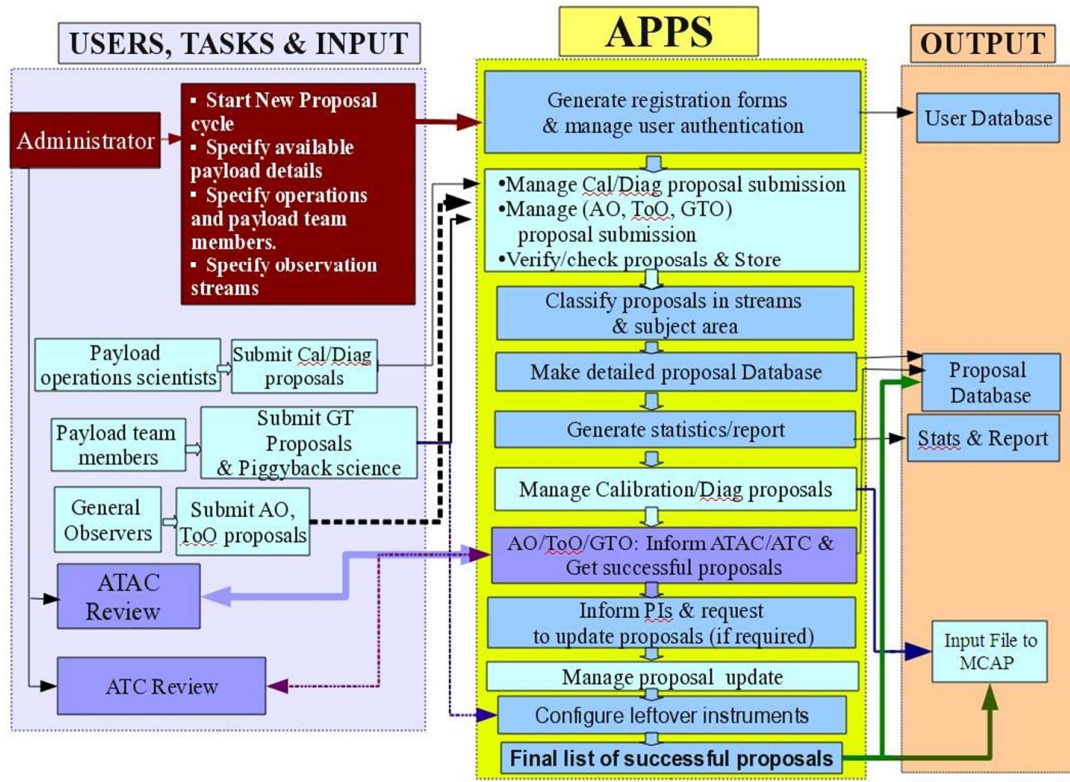 USERS, TASKS & INPUT
APPS
OUTPUT
Administrator
▪ Start New Proposal
cycle
▪ Specify available
payload details
▪ Specify operations
and payload team
members.
▪ Specify observation
streams
Payload
operations scientists
Submit Cal/Diag
proposals
Payload team
members
Submit GT
Proposals
& Piggyback science
General
Observers
Submit AO,
ToO proposals
ATAC
Review
ATC Review
Generate registration forms
& manage user authentication
•Manage Cal/Diag proposal submission
•Manage (AO, ToO, GTO)
proposal submission
•Verify/check proposals & Store
Classify proposals in streams
& subject area
Make detailed proposal Database
Generate statistics/report
Manage Calibration/Diag proposals
AO/ToO/GTO: Inform ATAC/ATC &
Get successful proposals
Inform PIs & request
to update proposals (if required)
Manage proposal update
Configure leftover instruments
Final list of successful proposals
User Database
Proposal
Database
Stats & Report
Input File to
MCAP